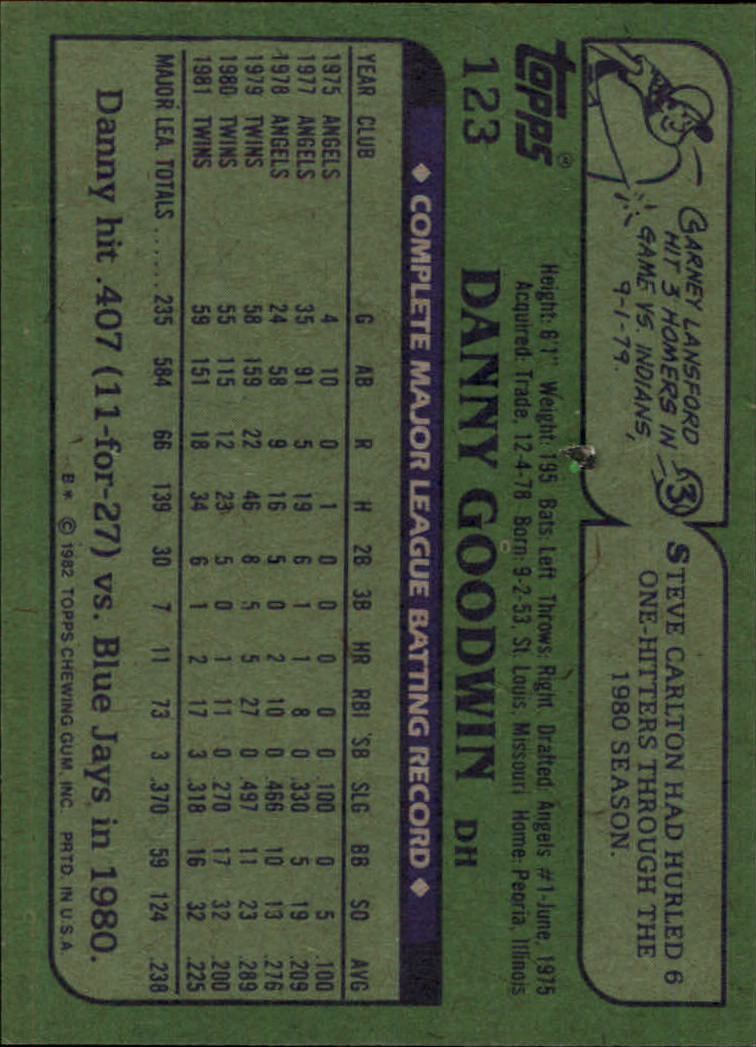 CARNEY LANSFORD
HIT 3 HOMERS IN
GAME VS. INDIANS,
9-1-79.
3
STEVE CARLTON HAD HURLED 6
ONE-HITTERS THROUGH THE
1980 SEASON.
topps®
123 DANNY GOODWIN DH
Height: 6'1" Weight: 195 Bats: Left Throws: Right Drafted: Angels #1-June, 1975
Acquired: Trade, 12-4-78 Born: 9-2-53, St. Louis, Missouri Home: Peoria, Illinois
◆ COMPLETE MAJOR LEAGUE BATTING RECORD ◆
YEAR CLUB G AB R H 2B 3B HR RBI SB SLG BB SO AVG
1975 ANGELS 4 10 0 1 0 0 0 0 0 .100 0 5 .100
1977 ANGELS 35 91 5 19 6 1 1 8 0 .330 5 19 .209
1978 ANGELS 24 58 9 16 5 0 2 10 0 .466 10 13 .276
1979 TWINS 58 159 22 46 8 5 5 27 0 .497 11 23 .289
1980 TWINS 55 115 12 23 5 0 1 11 0 .270 17 32 .200
1981 TWINS 59 151 18 34 6 1 2 17 3 .318 16 32 .225
MAJOR LEA. TOTALS ...... 235 584 66 139 30 7 11 73 3 .370 59 124 .238
Danny hit .407 (11-for-27) vs. Blue Jays in 1980.
B* © 1982 TOPPS CHEWING GUM, INC. PRTD. IN U.S.A.